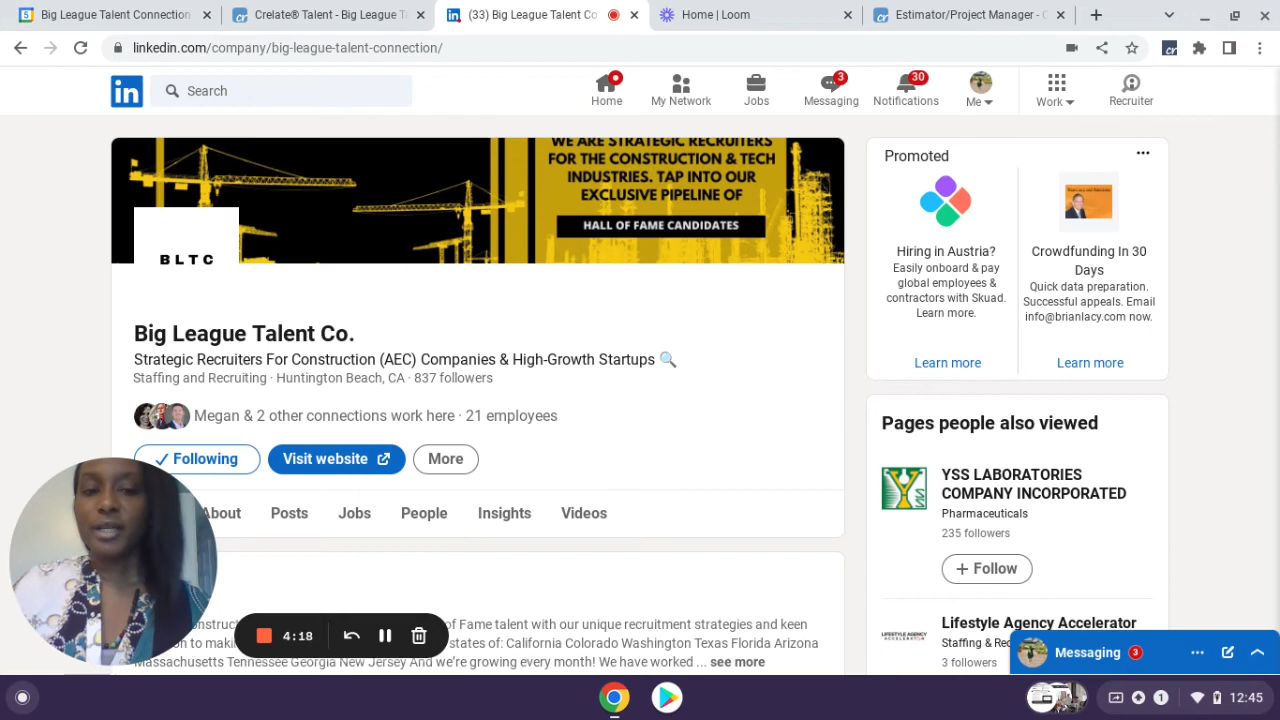 Big League Talent Connection
Crelate® Talent - Big League Ta
(33) Big League Talent Co
Home | Loom
Estimator/Project Manager - C
linkedin.com/company/big-league-talent-connection/
in
Search
Home
My Network
Jobs
3
Messaging
30
Notifications
Me
Work
Recruiter
WE ARE STRATEGIC RECRUITERS
FOR THE CONSTRUCTION & TECH
INDUSTRIES. TAP INTO OUR
EXCLUSIVE PIPELINE OF
HALL OF FAME CANDIDATES
BLTC
Big League Talent Co.
Strategic Recruiters For Construction (AEC) Companies & High-Growth Startups
Staffing and Recruiting · Huntington Beach, CA · 837 followers
Megan & 2 other connections work here · 21 employees
Following
Visit website
More
About
Posts
Jobs
People
Insights
Videos
of Fame talent with our unique recruitment strategies and keen
states of: California Colorado Washington Texas Florida Arizona
Massachusetts Tennessee Georgia New Jersey And we're growing every month! We have worked ... see more
4:18
Promoted
Hiring in Austria?
Easily onboard & pay
global employees &
contractors with Skuad.
Learn more.
Learn more
Crowdfunding In 30
Days
Quick data preparation.
Successful appeals. Email
info@brianlacy.com now.
Learn more
Pages people also viewed
YSS LABORATORIES
COMPANY INCORPORATED
Pharmaceuticals
235 followers
+ Follow
LIFESTYLE AGENCY
ACCELERATOR
Lifestyle Agency Accelerator
Staffing & Rec
3 followers
Messaging
3
1
12:45